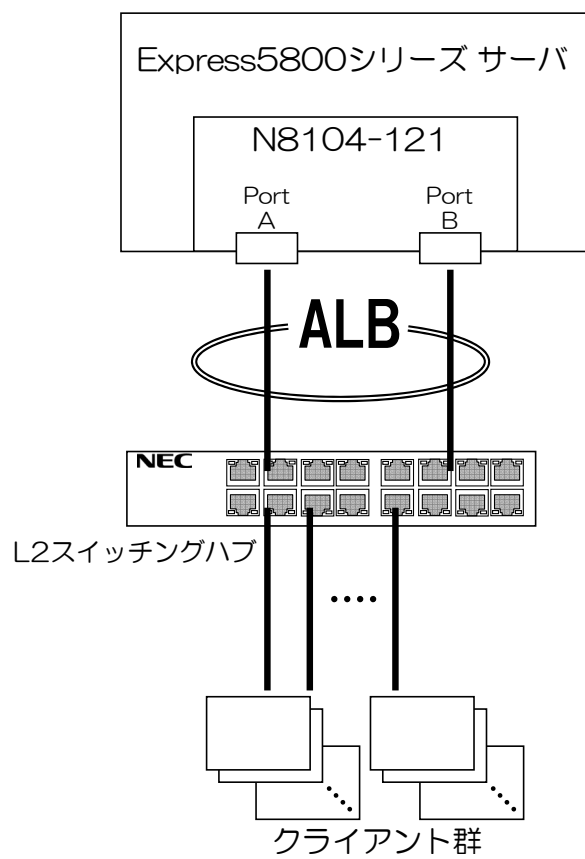 Express5800シリーズ サーバ
N8104-121
Port
A
Port
B
ALB
NEC
L2スイッチングハブ
クライアント群